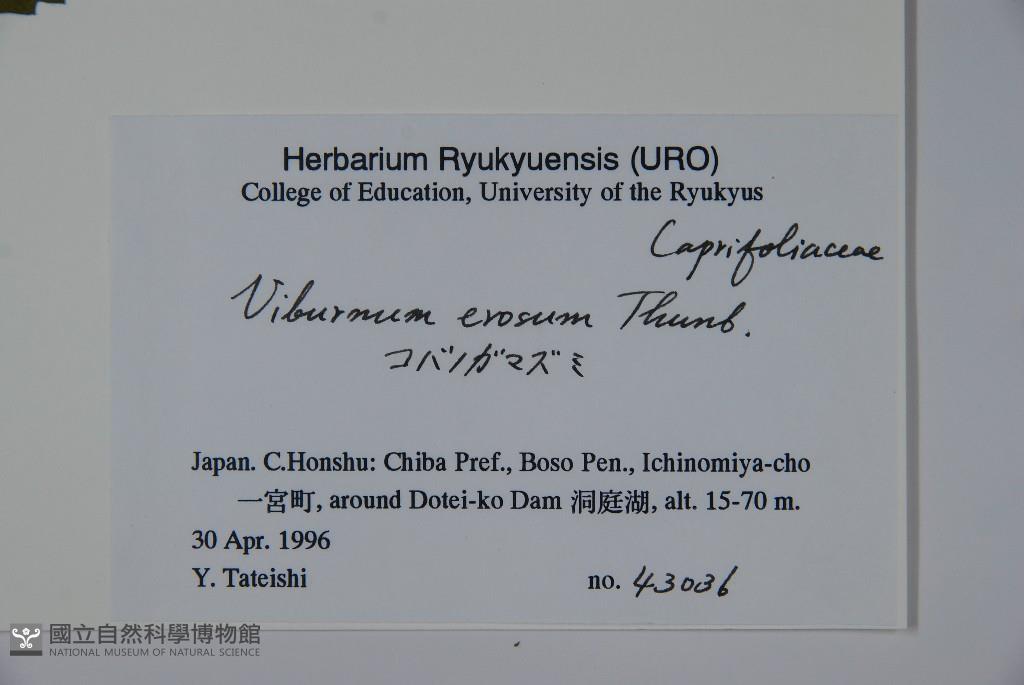 Herbarium Ryukyuensis (URO)
College of Education, University of the Ryukyus
Caprifoliaceae
Viburnum erosum Thunb.
コバノガマズミ
Japan. C.Honshu: Chiba Pref., Boso Pen., Ichinomiya-cho
一宮町, around Dotei-ko Dam 洞庭湖, alt. 15-70 m.
30 Apr. 1996
Y. Tateishi no. 43036
國立自然科學博物館
NATIONAL MUSEUM OF NATURAL SCIENCE